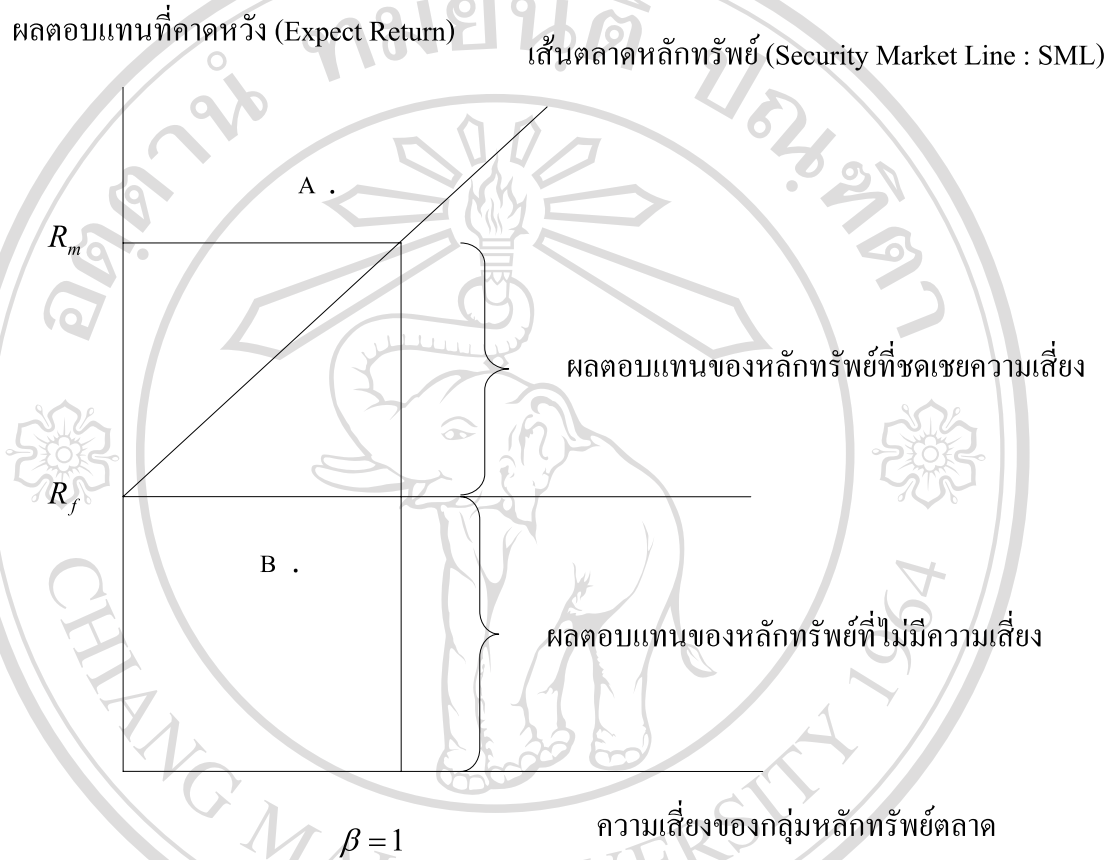 ผลตอบแทนที่คาดหวัง (Expect Return)
เส้นตลาดหลักทรัพย์ (Security Market Line : SML)
A .
R_m
ผลตอบแทนของหลักทรัพย์ที่ชดเชยความเสี่ยง
R_f
B .
ผลตอบแทนของหลักทรัพย์ที่ไม่มีความเสี่ยง
ความเสี่ยงของกลุ่มหลักทรัพย์ตลาด
β = 1
1964